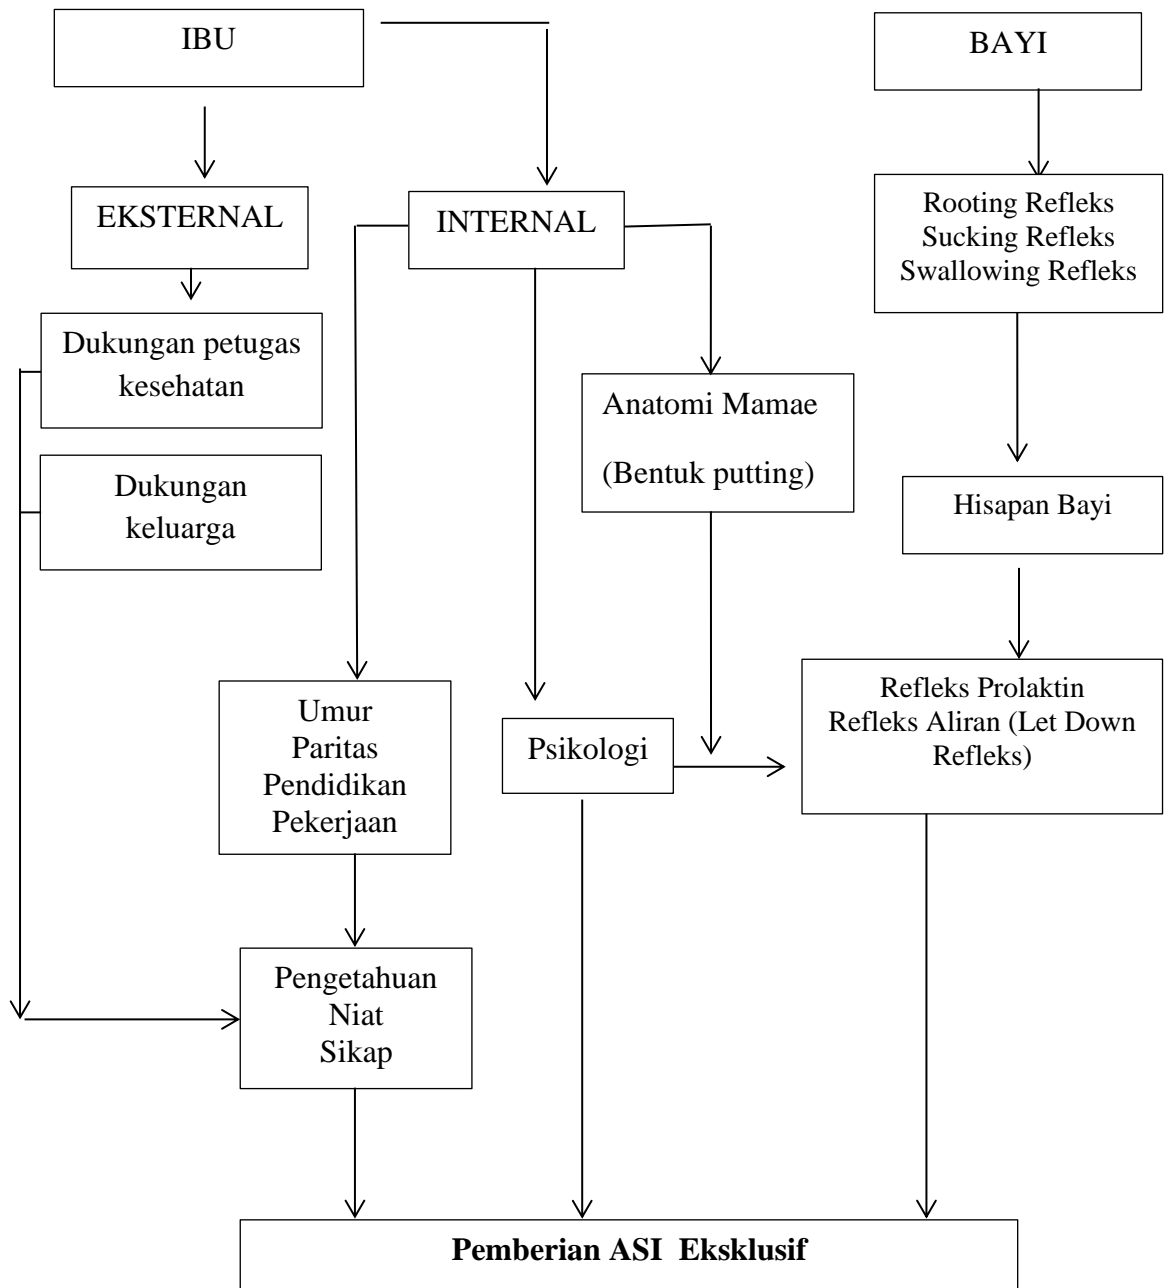 IBU
BAYI
EKSTERNAL
INTERNAL
Rooting Refleks
Sucking Refleks
Swallowing Refleks
Dukungan petugas
kesehatan
Anatomi Mamae
(Bentuk putting)
Dukungan
keluarga
Hisapan Bayi
Umur
Paritas
Pendidikan
Pekerjaan
Psikologi
Refleks Prolaktin
Refleks Aliran (Let Down
Refleks)
Pengetahuan
Niat
Sikap
Pemberian ASI Eksklusif